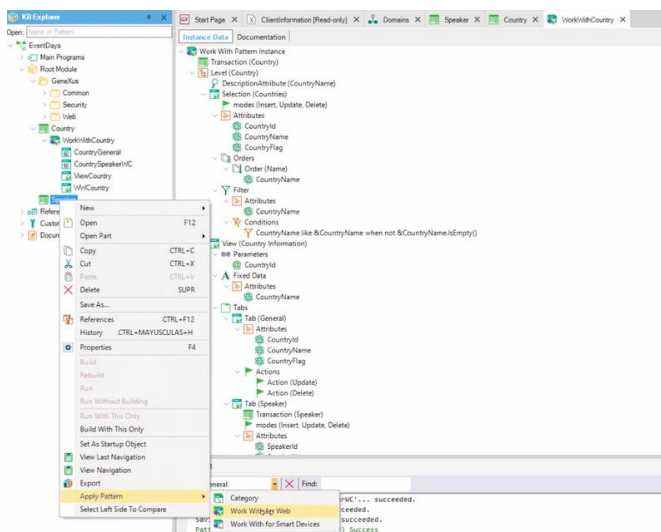 KB Explorer
Open: Name or Pattern
EventDays
Main Programs
Root Module
GeneXus
Common
Security
Web
Country
WorkWithCountry
CountryGeneral
CountrySpeakerWC
ViewCountry
WWCountry
Refere
Custor
Docum
New
Open F12
Open Part
Copy CTRL+C
Cut CTRL+X
Paste CTRL+V
Delete SUPR
Save As...
References CTRL+F12
History CTRL+MAYUSCULAS+H
Properties F4
Build
Rebuild
Run
Run Without Building
Run With This Only
Build With This Only
Set As Startup Object
View Last Navigation
View Navigation
Export
Apply Pattern
Select Left Side To Compare
Category
Work With for Web
Work With for Smart Devices
Start Page X ClientInformation [Read-only] X Domains X Speaker X Country X WorkWithCountry X
Instance Data Documentation
Work With Pattern Instance
Transaction (Country)
Level (Country)
DescriptionAttribute (CountryName)
Selection (Countries)
modes (Insert, Update, Delete)
Attributes
CountryId
CountryName
CountryFlag
Orders
Order (Name)
CountryName
Filter
Attributes
CountryName
Conditions
CountryName like &CountryName when not &CountryName.IsEmpty()
View (Country Information)
Parameters
CountryId
Fixed Data
Attributes
CountryName
Tabs
Tab (General)
Attributes
CountryId
CountryName
CountryFlag
Actions
Action (Update)
Action (Delete)
Tab (Speaker)
Transaction (Speaker)
modes (Insert, Update, Delete)
Attributes
SpeakerId
eneral Find:
rWC'... succeeded.
ceeded.
succeeded.
) Success